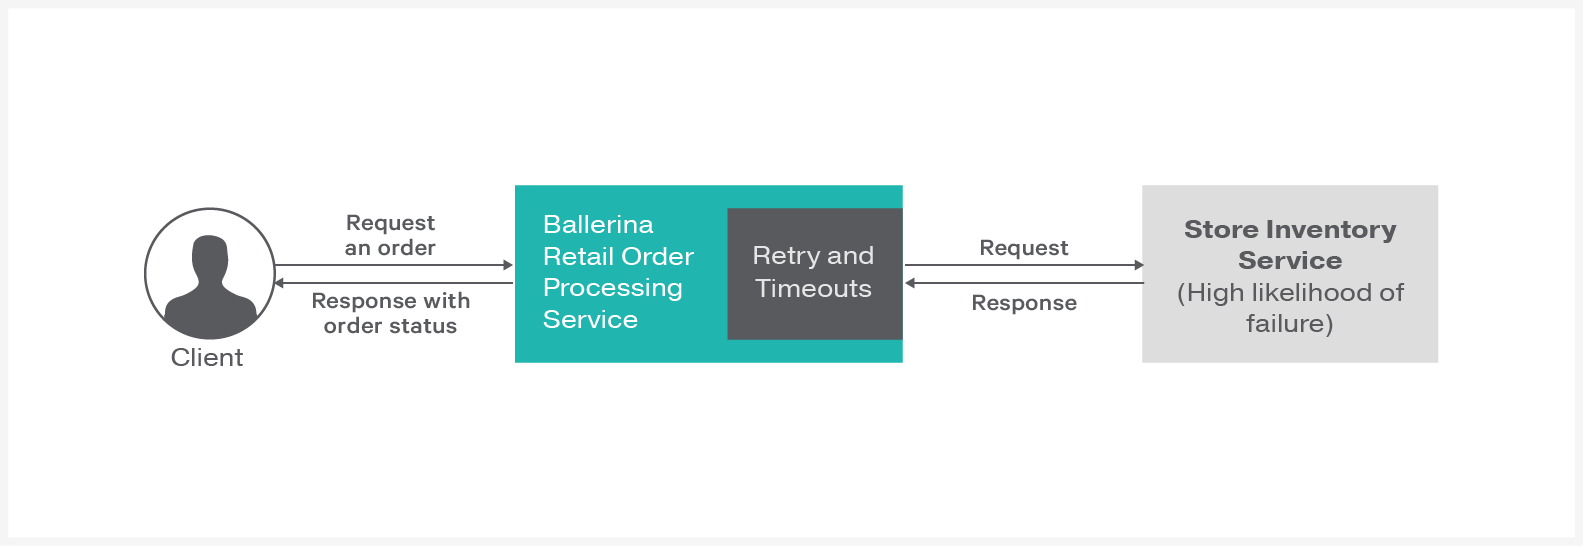 Request
an order
Response with
order status
Client
Ballerina
Retail Order
Processing
Service
Retry and
Timeouts
Request
Response
Store Inventory
Service
(High likelihood of
failure)